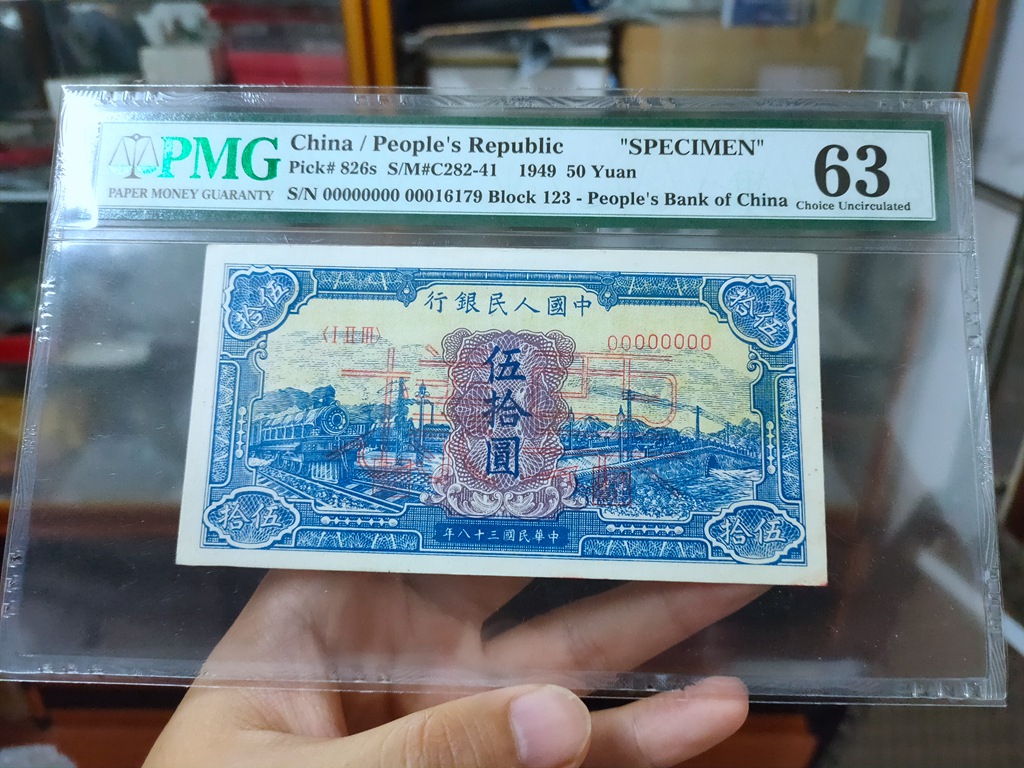 PMG
PAPER MONEY GUARANTY
China / People's Republic "SPECIMEN"
Pick# 826s S/M#C282-41 1949 50 Yuan
S/N 00000000 00016179 Block 123 - People's Bank of China
63
Choice Uncirculated
拾伍
拾伍
行銀民人國中
〈I II III〉
00000000
伍拾圓
拾伍
拾伍
年八十三國民華中